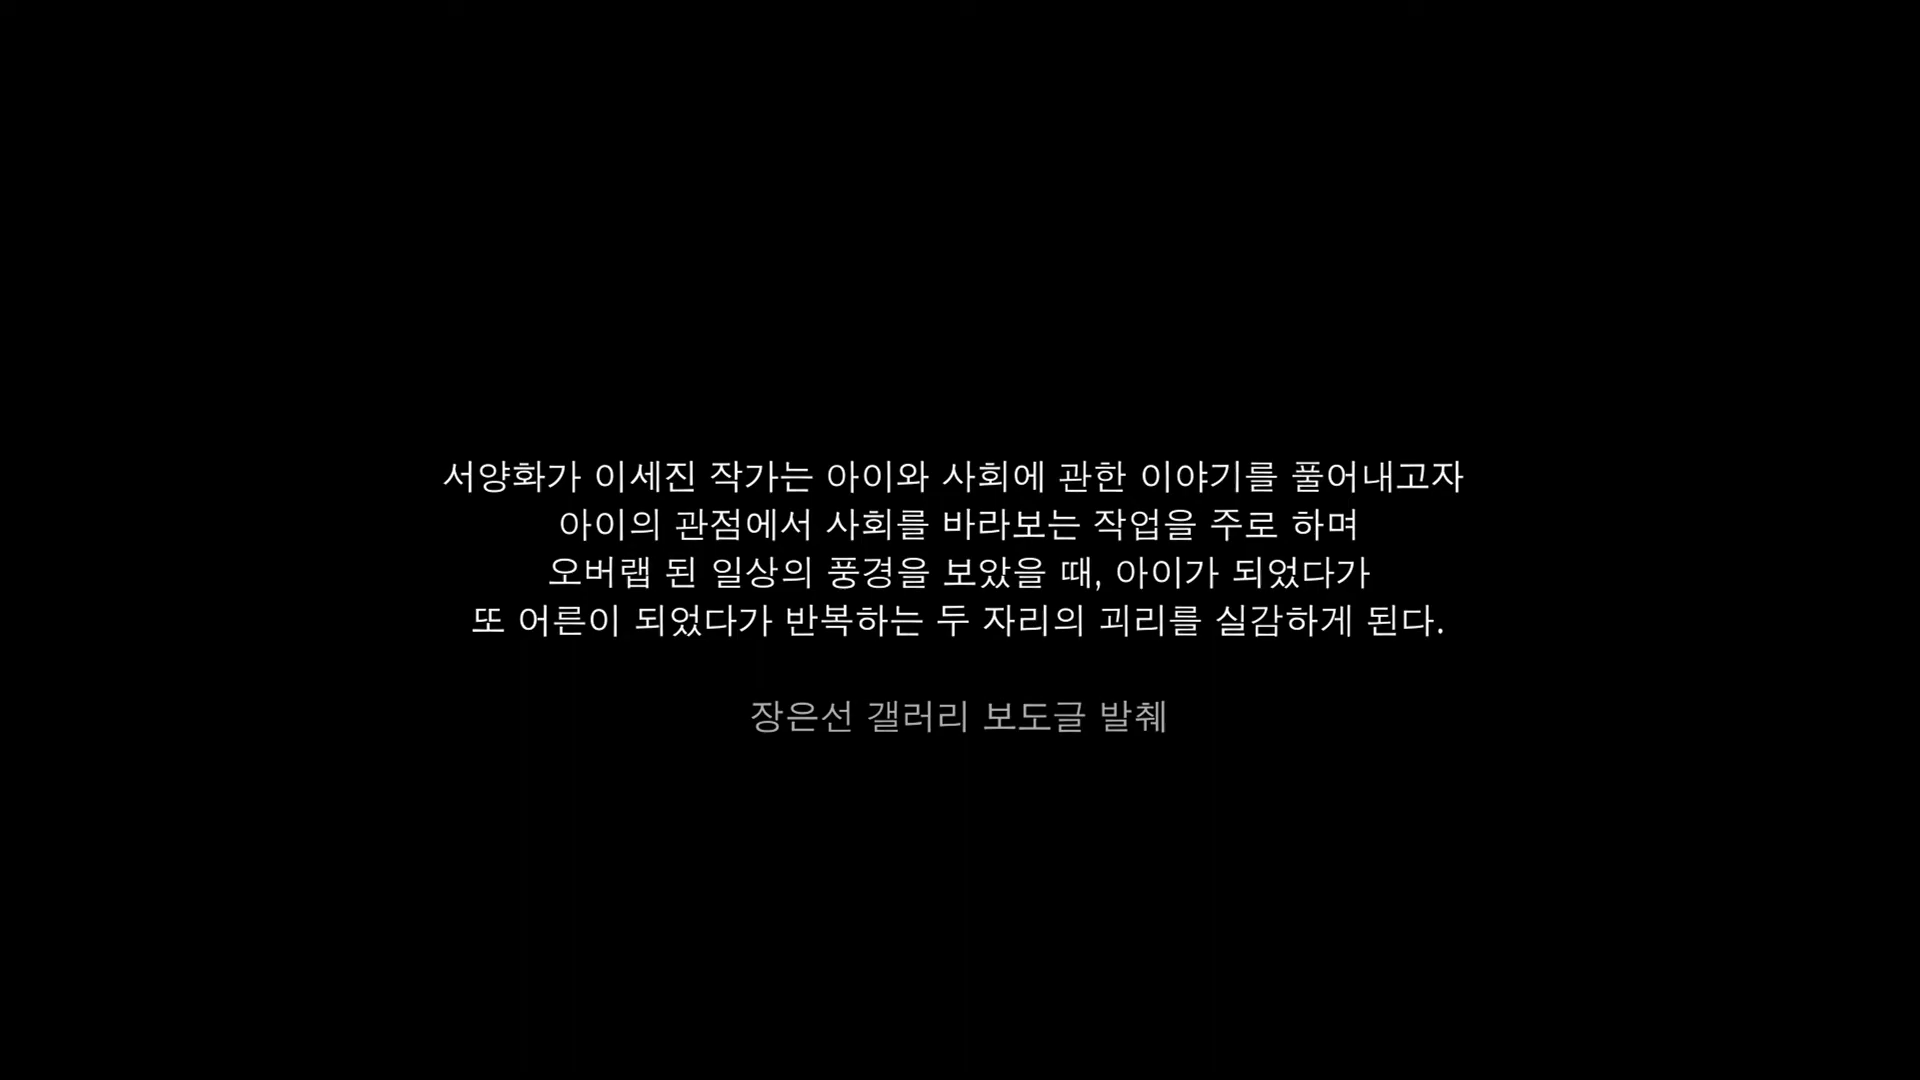 서양화가 이세진 작가는 아이와 사회에 관한 이야기를 풀어내고자
아이의 관점에서 사회를 바라보는 작업을 주로 하며
오버랩 된 일상의 풍경을 보았을 때, 아이가 되었다가
또 어른이 되었다가 반복하는 두 자리의 괴리를 실감하게 된다.
장은선 갤러리 보도글 발췌